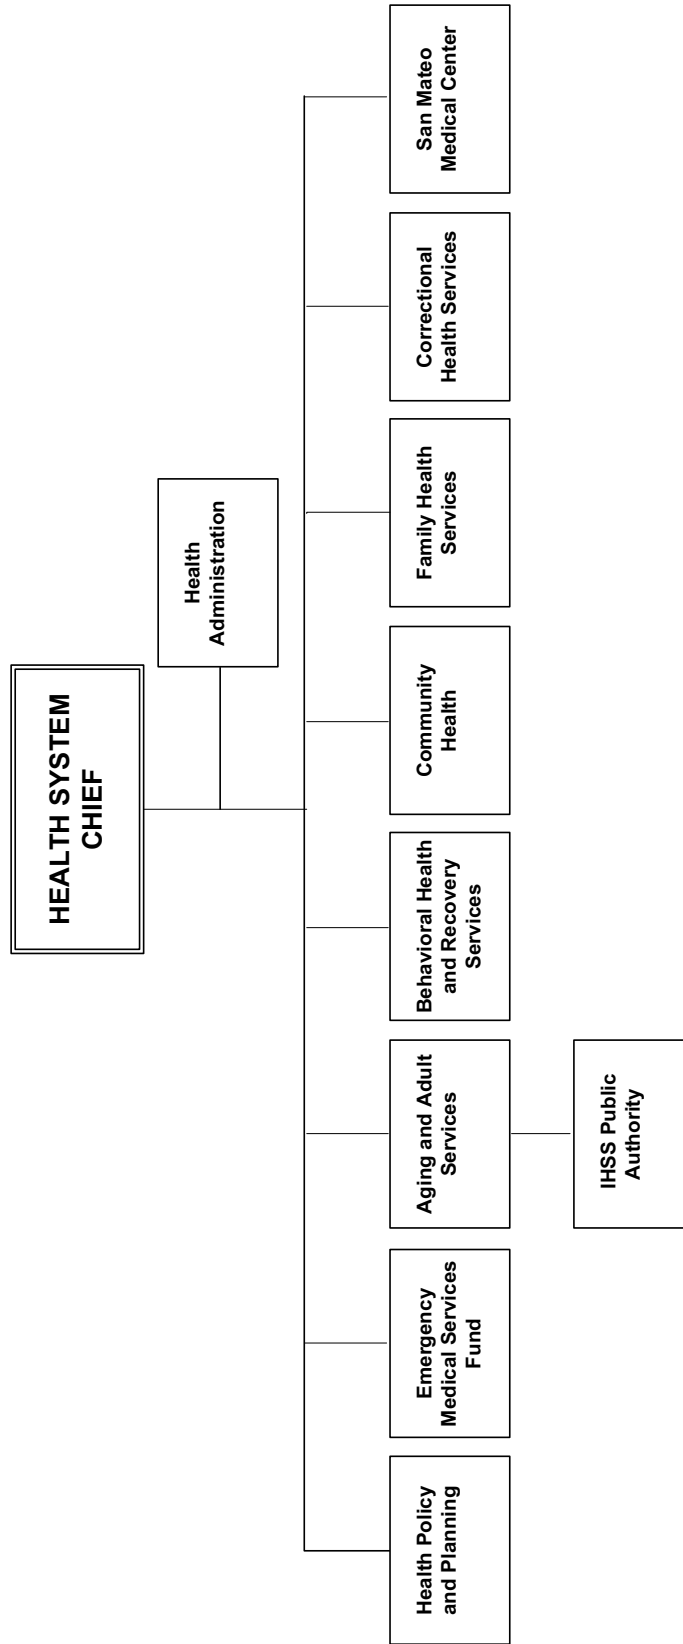 HEALTH SYSTEM
CHIEF
Health
Administration
Health Policy
and Planning
Emergency
Medical Services
Fund
Aging and Adult
Services
Behavioral Health
and Recovery
Services
Community
Health
Family Health
Services
Correctional
Health Services
San Mateo
Medical Center
IHSS Public
Authority